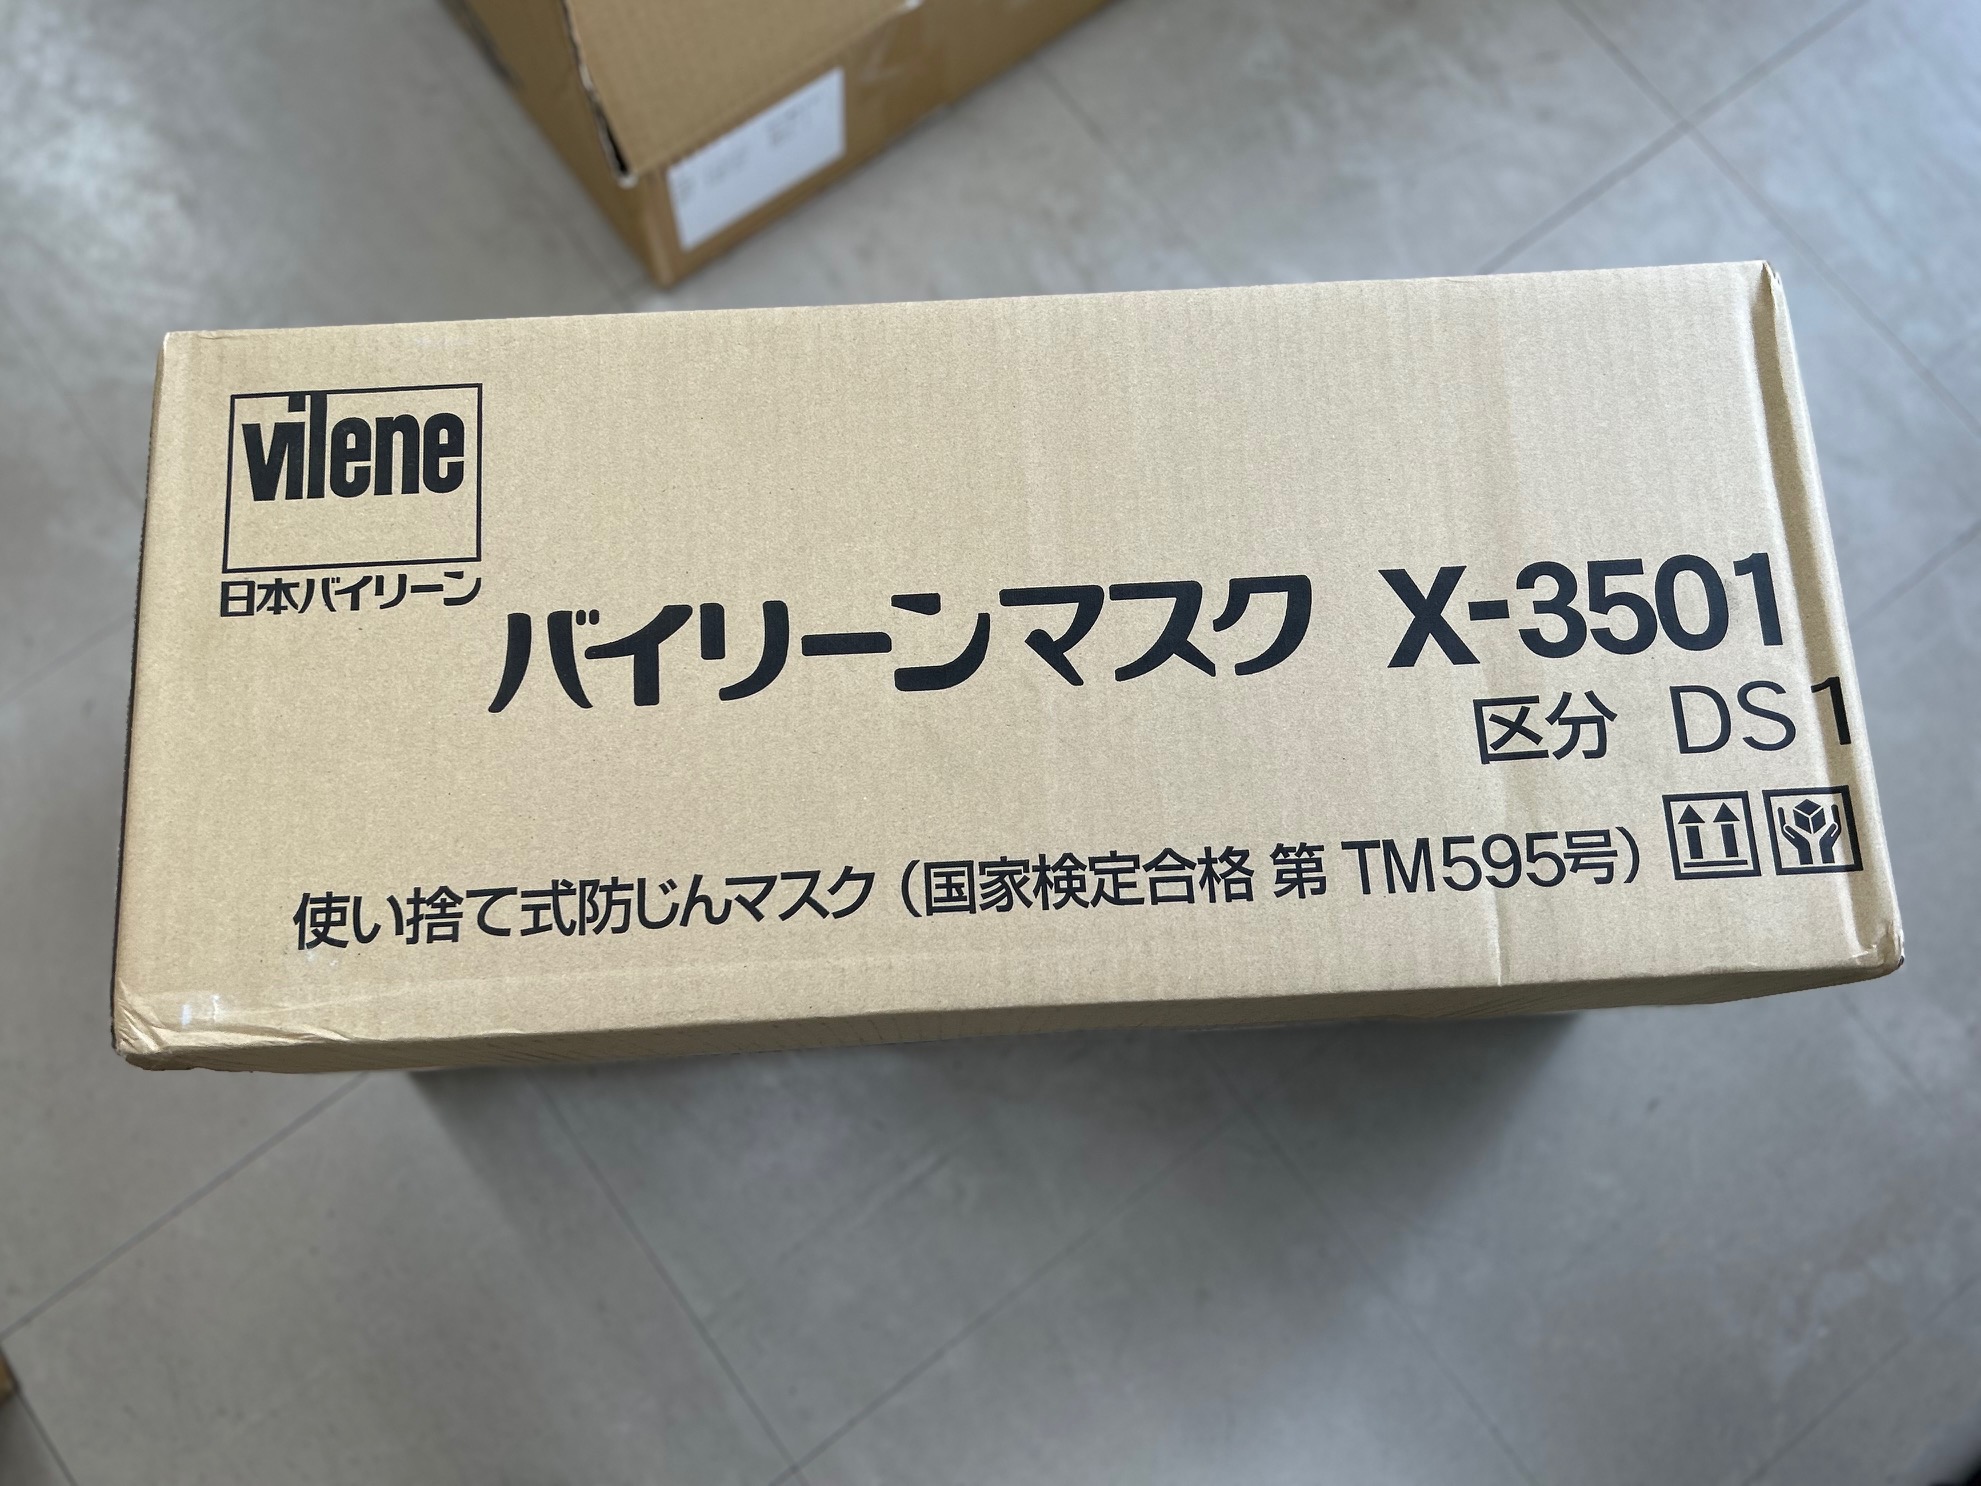 vilene
日本バイリーン
バイリーンマスク X-3501
区分 DS1
使い捨て式防じんマスク（国家検定合格 第 TM595号）